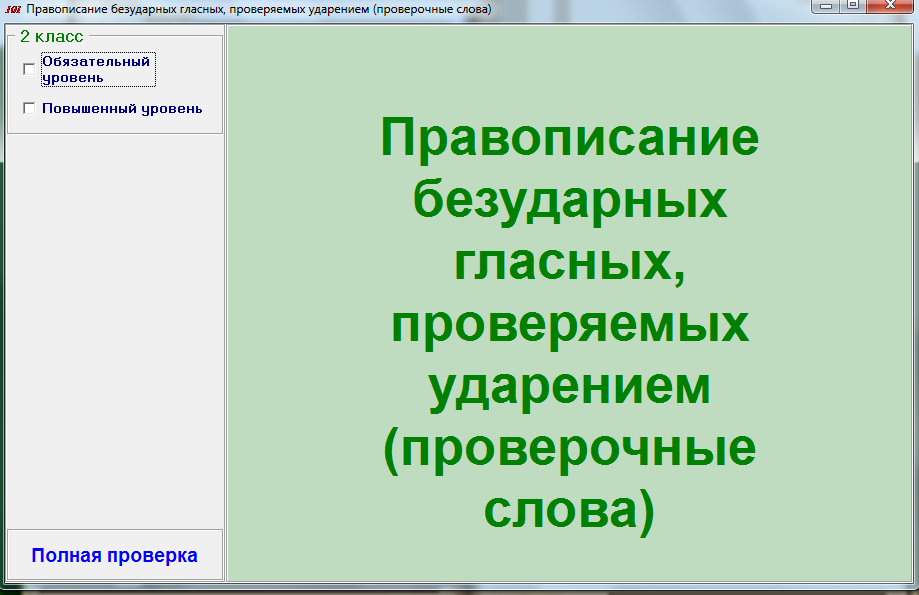 Правописание безударных гласных, проверяемых ударением (проверочные слова)
2 класс
Обязательный
уровень
Повышенный уровень
Правописание
безударных
гласных,
проверяемых
ударением
(проверочные
слова)
Полная проверка